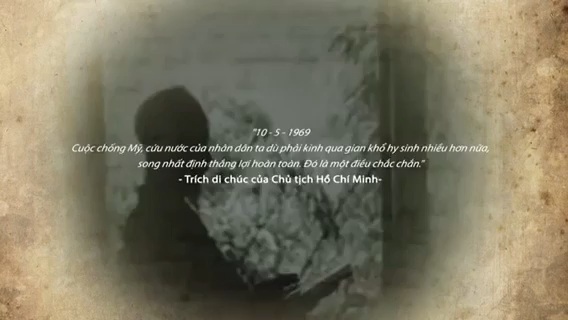 "10 - 5 - 1969
Cuộc chống Mỹ, cứu nước của nhân dân ta dù phải kinh qua gian khổ hy sinh nhiều hơn nữa,
song nhất định thắng lợi hoàn toàn. Đó là một điều chắc chắn."
- Trích di chúc của Chủ tịch Hồ Chí Minh-